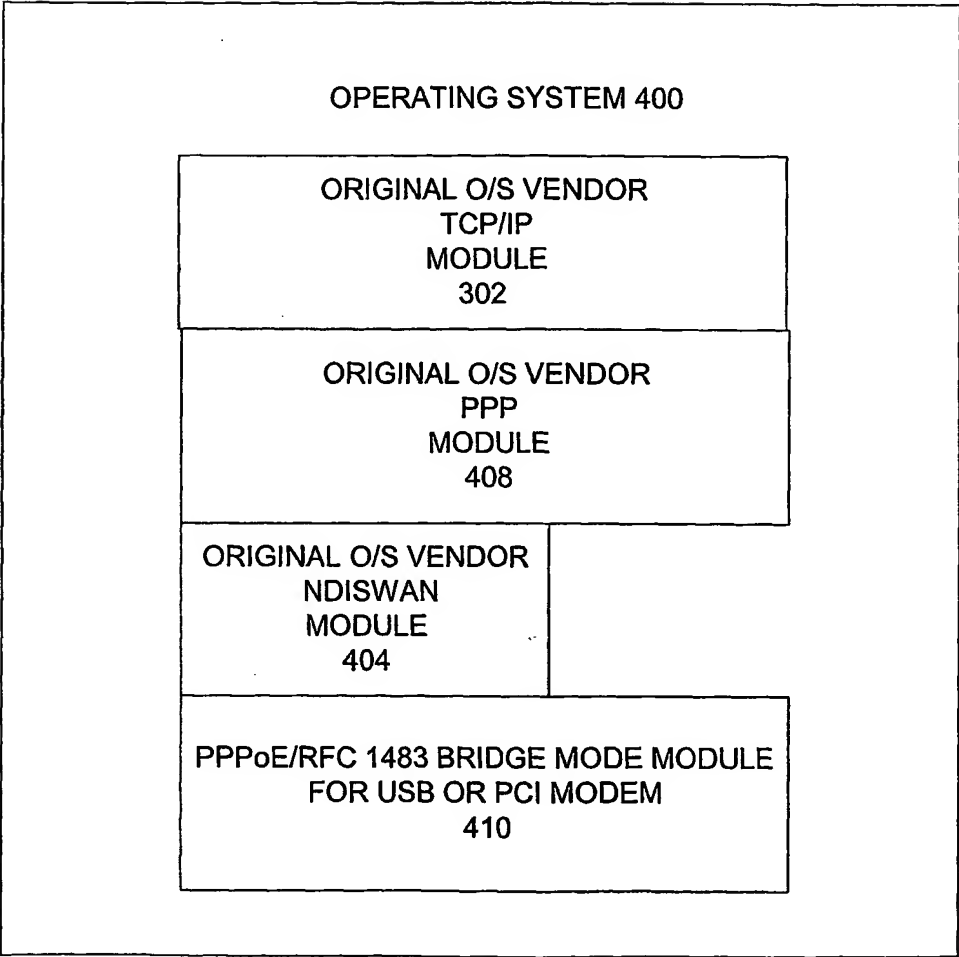 OPERATING SYSTEM 400
ORIGINAL O/S VENDOR
TCP/IP
MODULE
302
ORIGINAL O/S VENDOR
PPP
MODULE
408
ORIGINAL O/S VENDOR
NDISWAN
MODULE
404
PPPoE/RFC 1483 BRIDGE MODE MODULE
FOR USB OR PCI MODEM
410